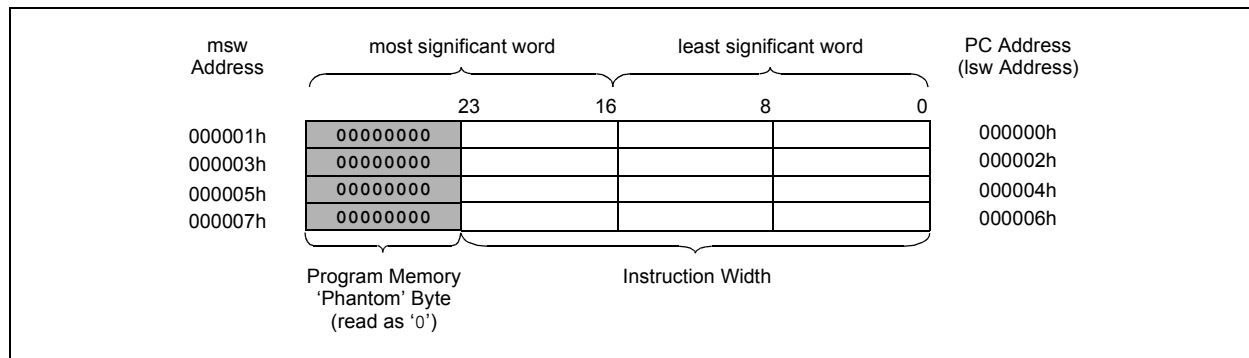 msw
Address
most significant word
least significant word
PC Address
(lsw Address)
23 16 8 0
000001h 00000000 000000h
000003h 00000000 000002h
000005h 00000000 000004h
000007h 00000000 000006h
Program Memory
‘Phantom’ Byte
(read as ‘0’)
Instruction Width